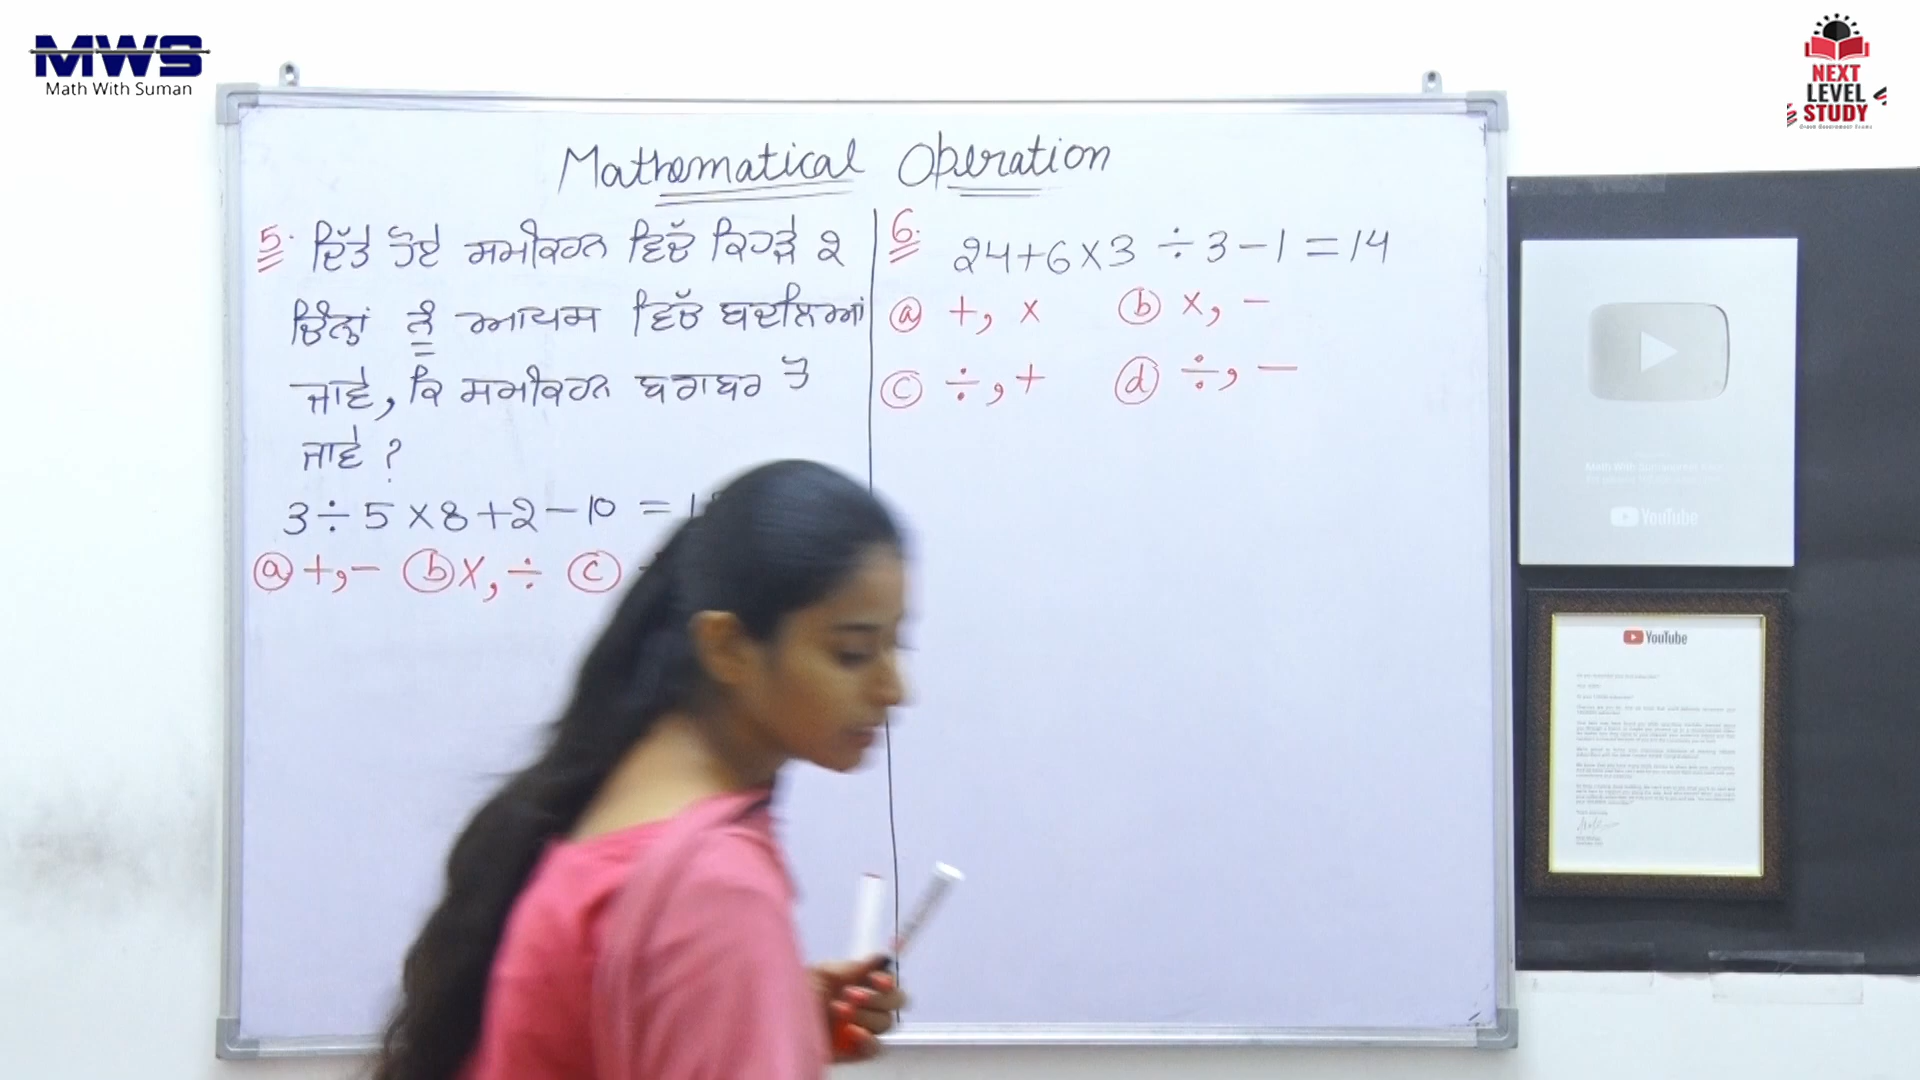 MWS
Math With Suman
NEXT
LEVEL
STUDY
Mathematical Operation
5. ਦਿੱਤੇ ਹੋਏ ਸਮੀਕਰਨ ਵਿੱਚੋਂ ਕਿਹੜੇ 2
ਚਿੰਨ੍ਹਾਂ ਨੂੰ ਆਪਸ ਵਿੱਚ ਬਦਲਿਆਂ
ਜਾਵੇ, ਕਿ ਸਮੀਕਰਨ ਬਰਾਬਰ ਹੋ
ਜਾਵੇ ?
3 ÷ 5 × 8 + 2 - 10 =
ⓐ +, - ⓑ ×, ÷ ⓒ
6. 24 + 6 × 3 ÷ 3 - 1 = 14
ⓐ +, × ⓑ ×, -
ⓒ ÷, + ⓓ ÷, -
YouTube
YouTube